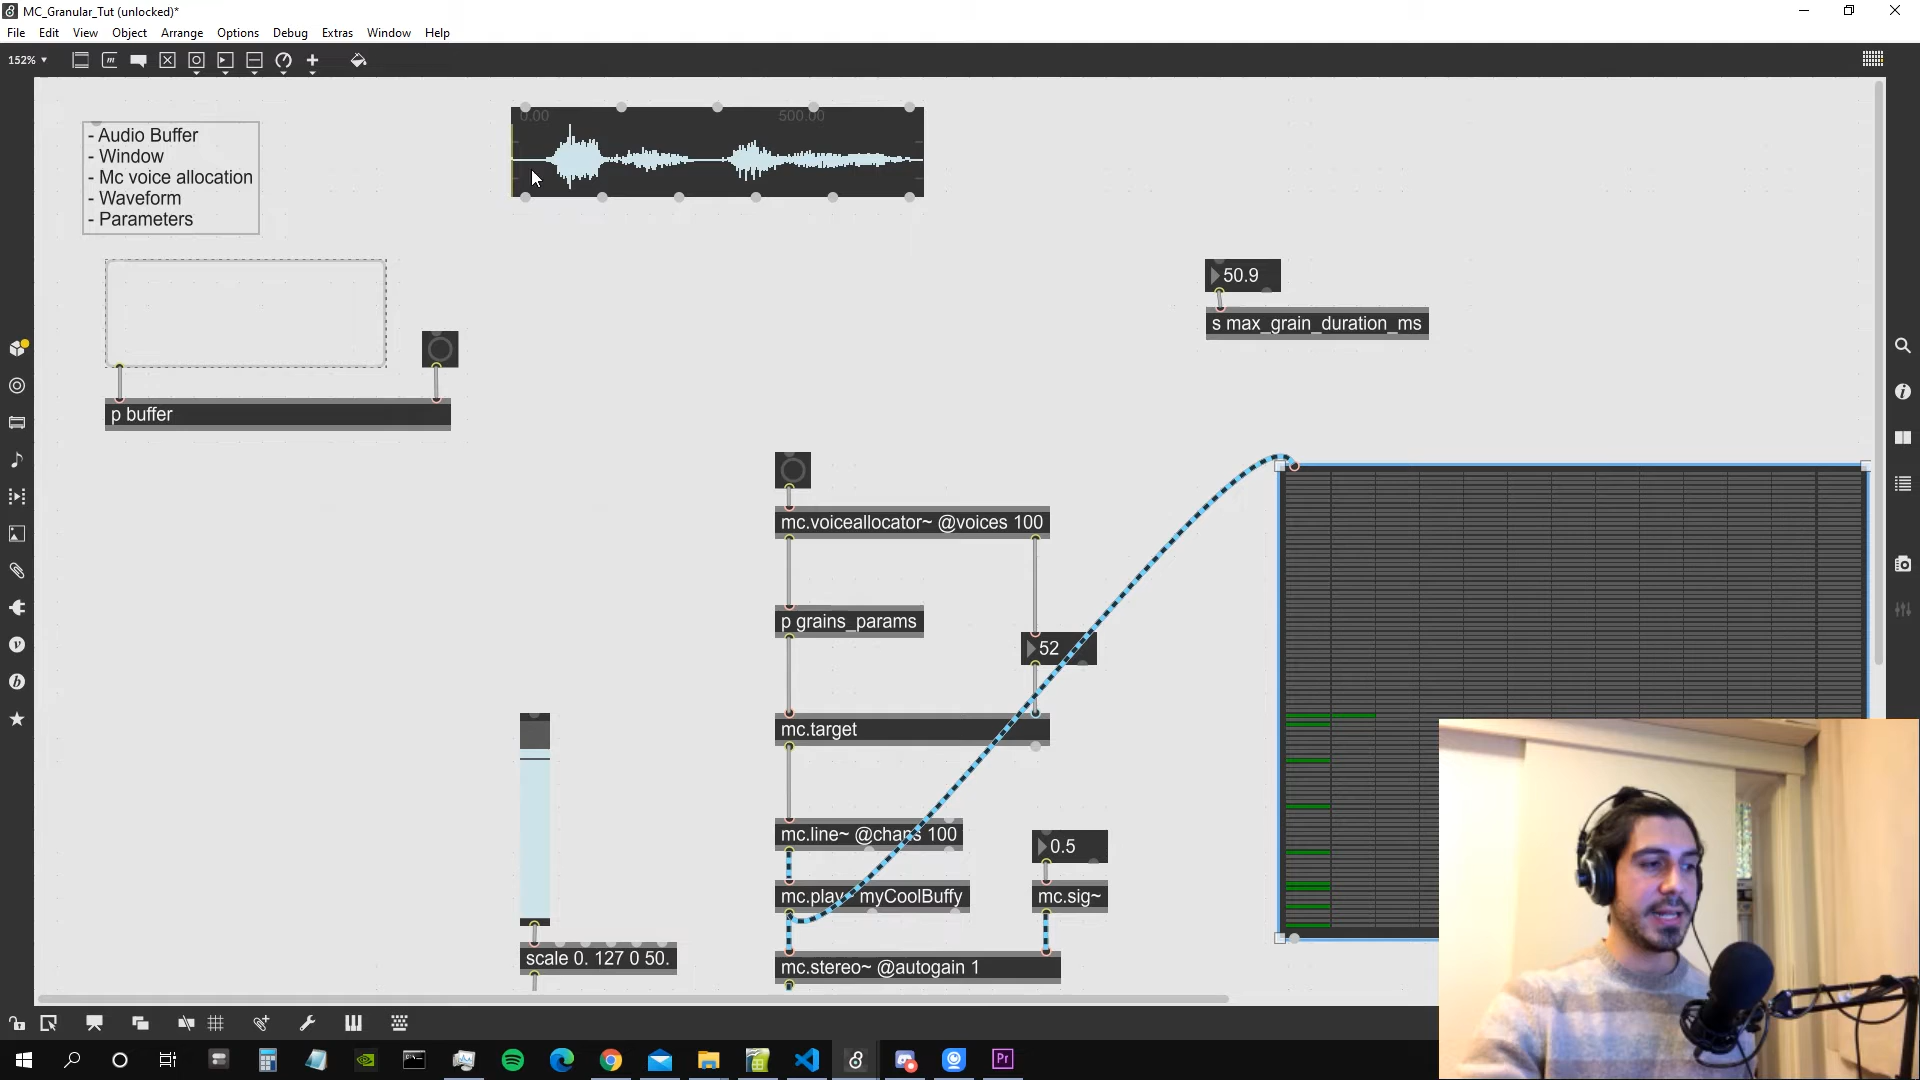 MC_Granular_Tut (unlocked)*
File Edit View Object Arrange Options Debug Extras Window Help
152%
0.00 500.00
- Audio Buffer
- Window
- Mc voice allocation
- Waveform
- Parameters
50.9
s max_grain_duration_ms
p buffer
mc.voiceallocator~ @voices 100
p grains_params
52
mc.target
mc.line~ @chans 100
0.5
mc.play~ myCoolBuffy
mc.sig~
scale 0. 127 0 50.
mc.stereo~ @autogain 1
Pr